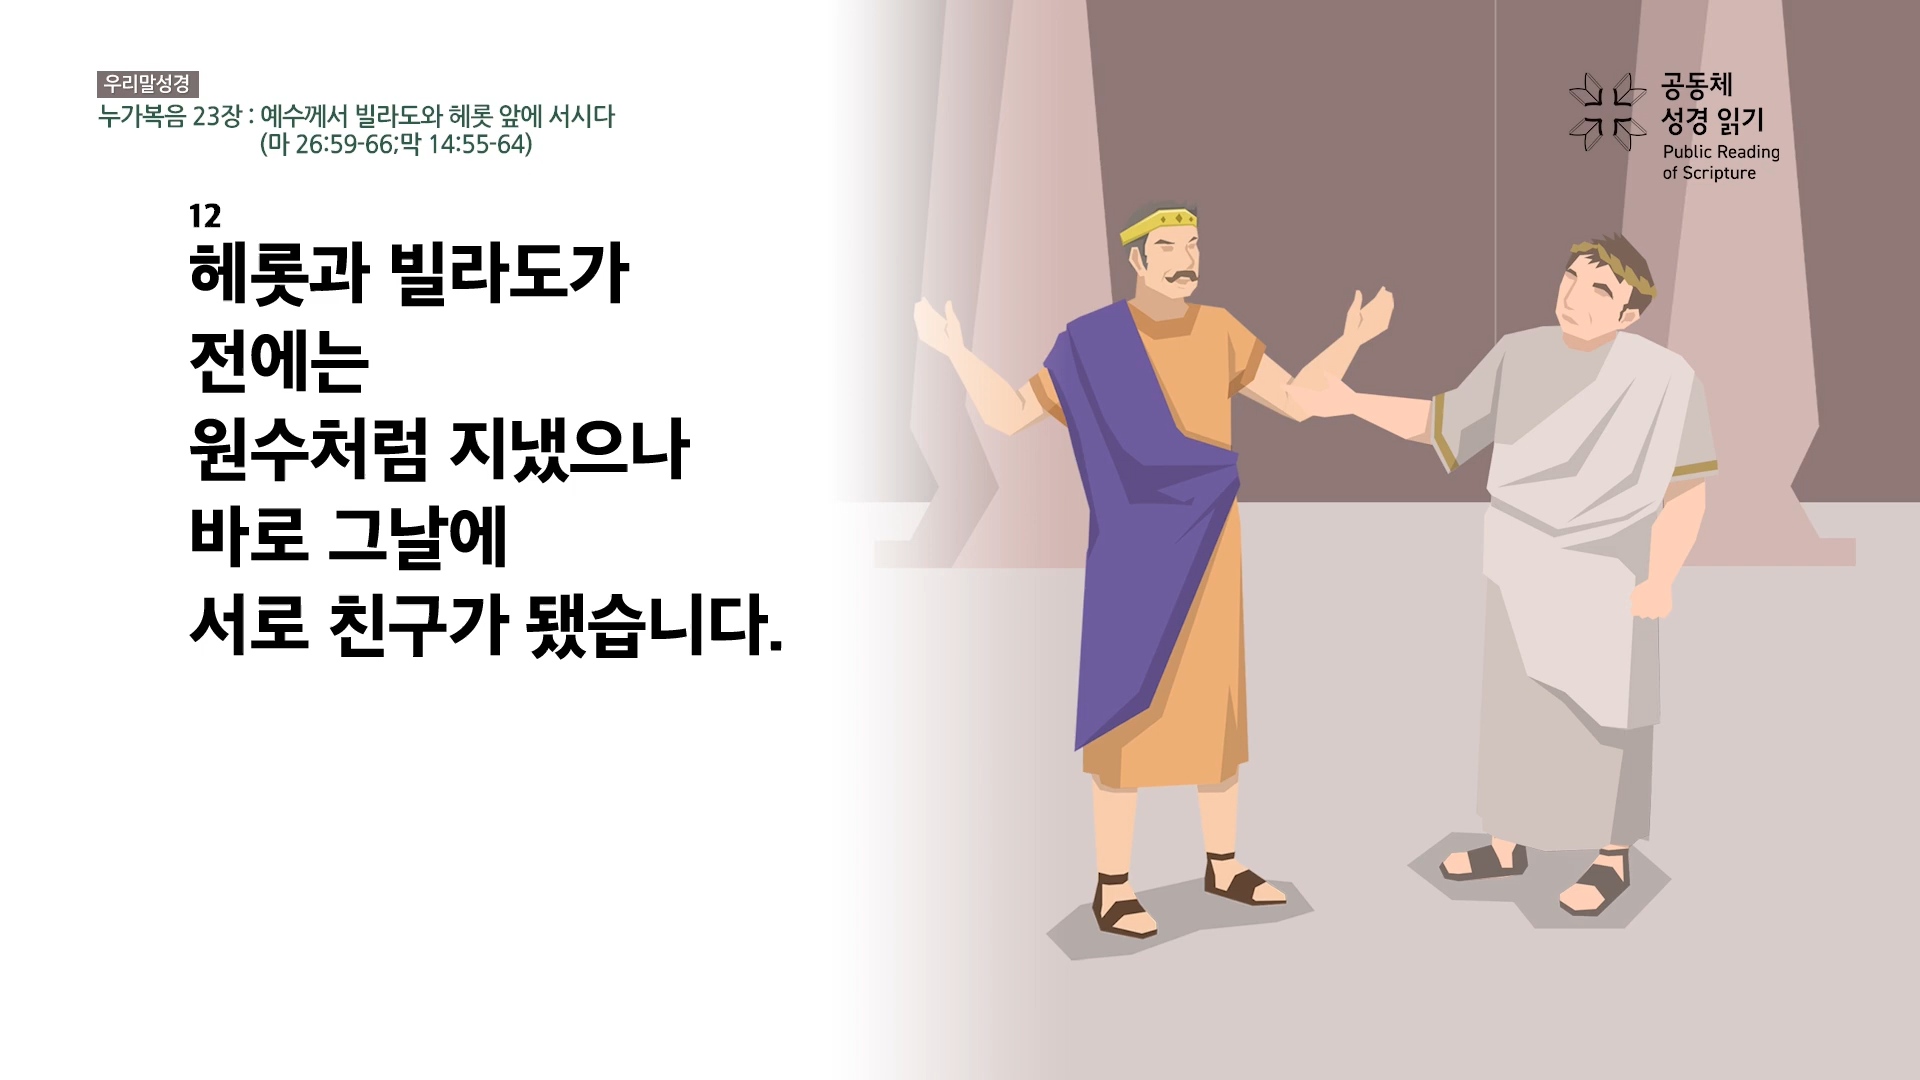 우리말성경
누가복음 23장 : 예수께서 빌라도와 헤롯 앞에 서시다
(마 26:59-66;막 14:55-64)
12
헤롯과 빌라도가
전에는
원수처럼 지냈으나
바로 그날에
서로 친구가 됐습니다.
공동체
성경 읽기
Public Reading
of Scripture